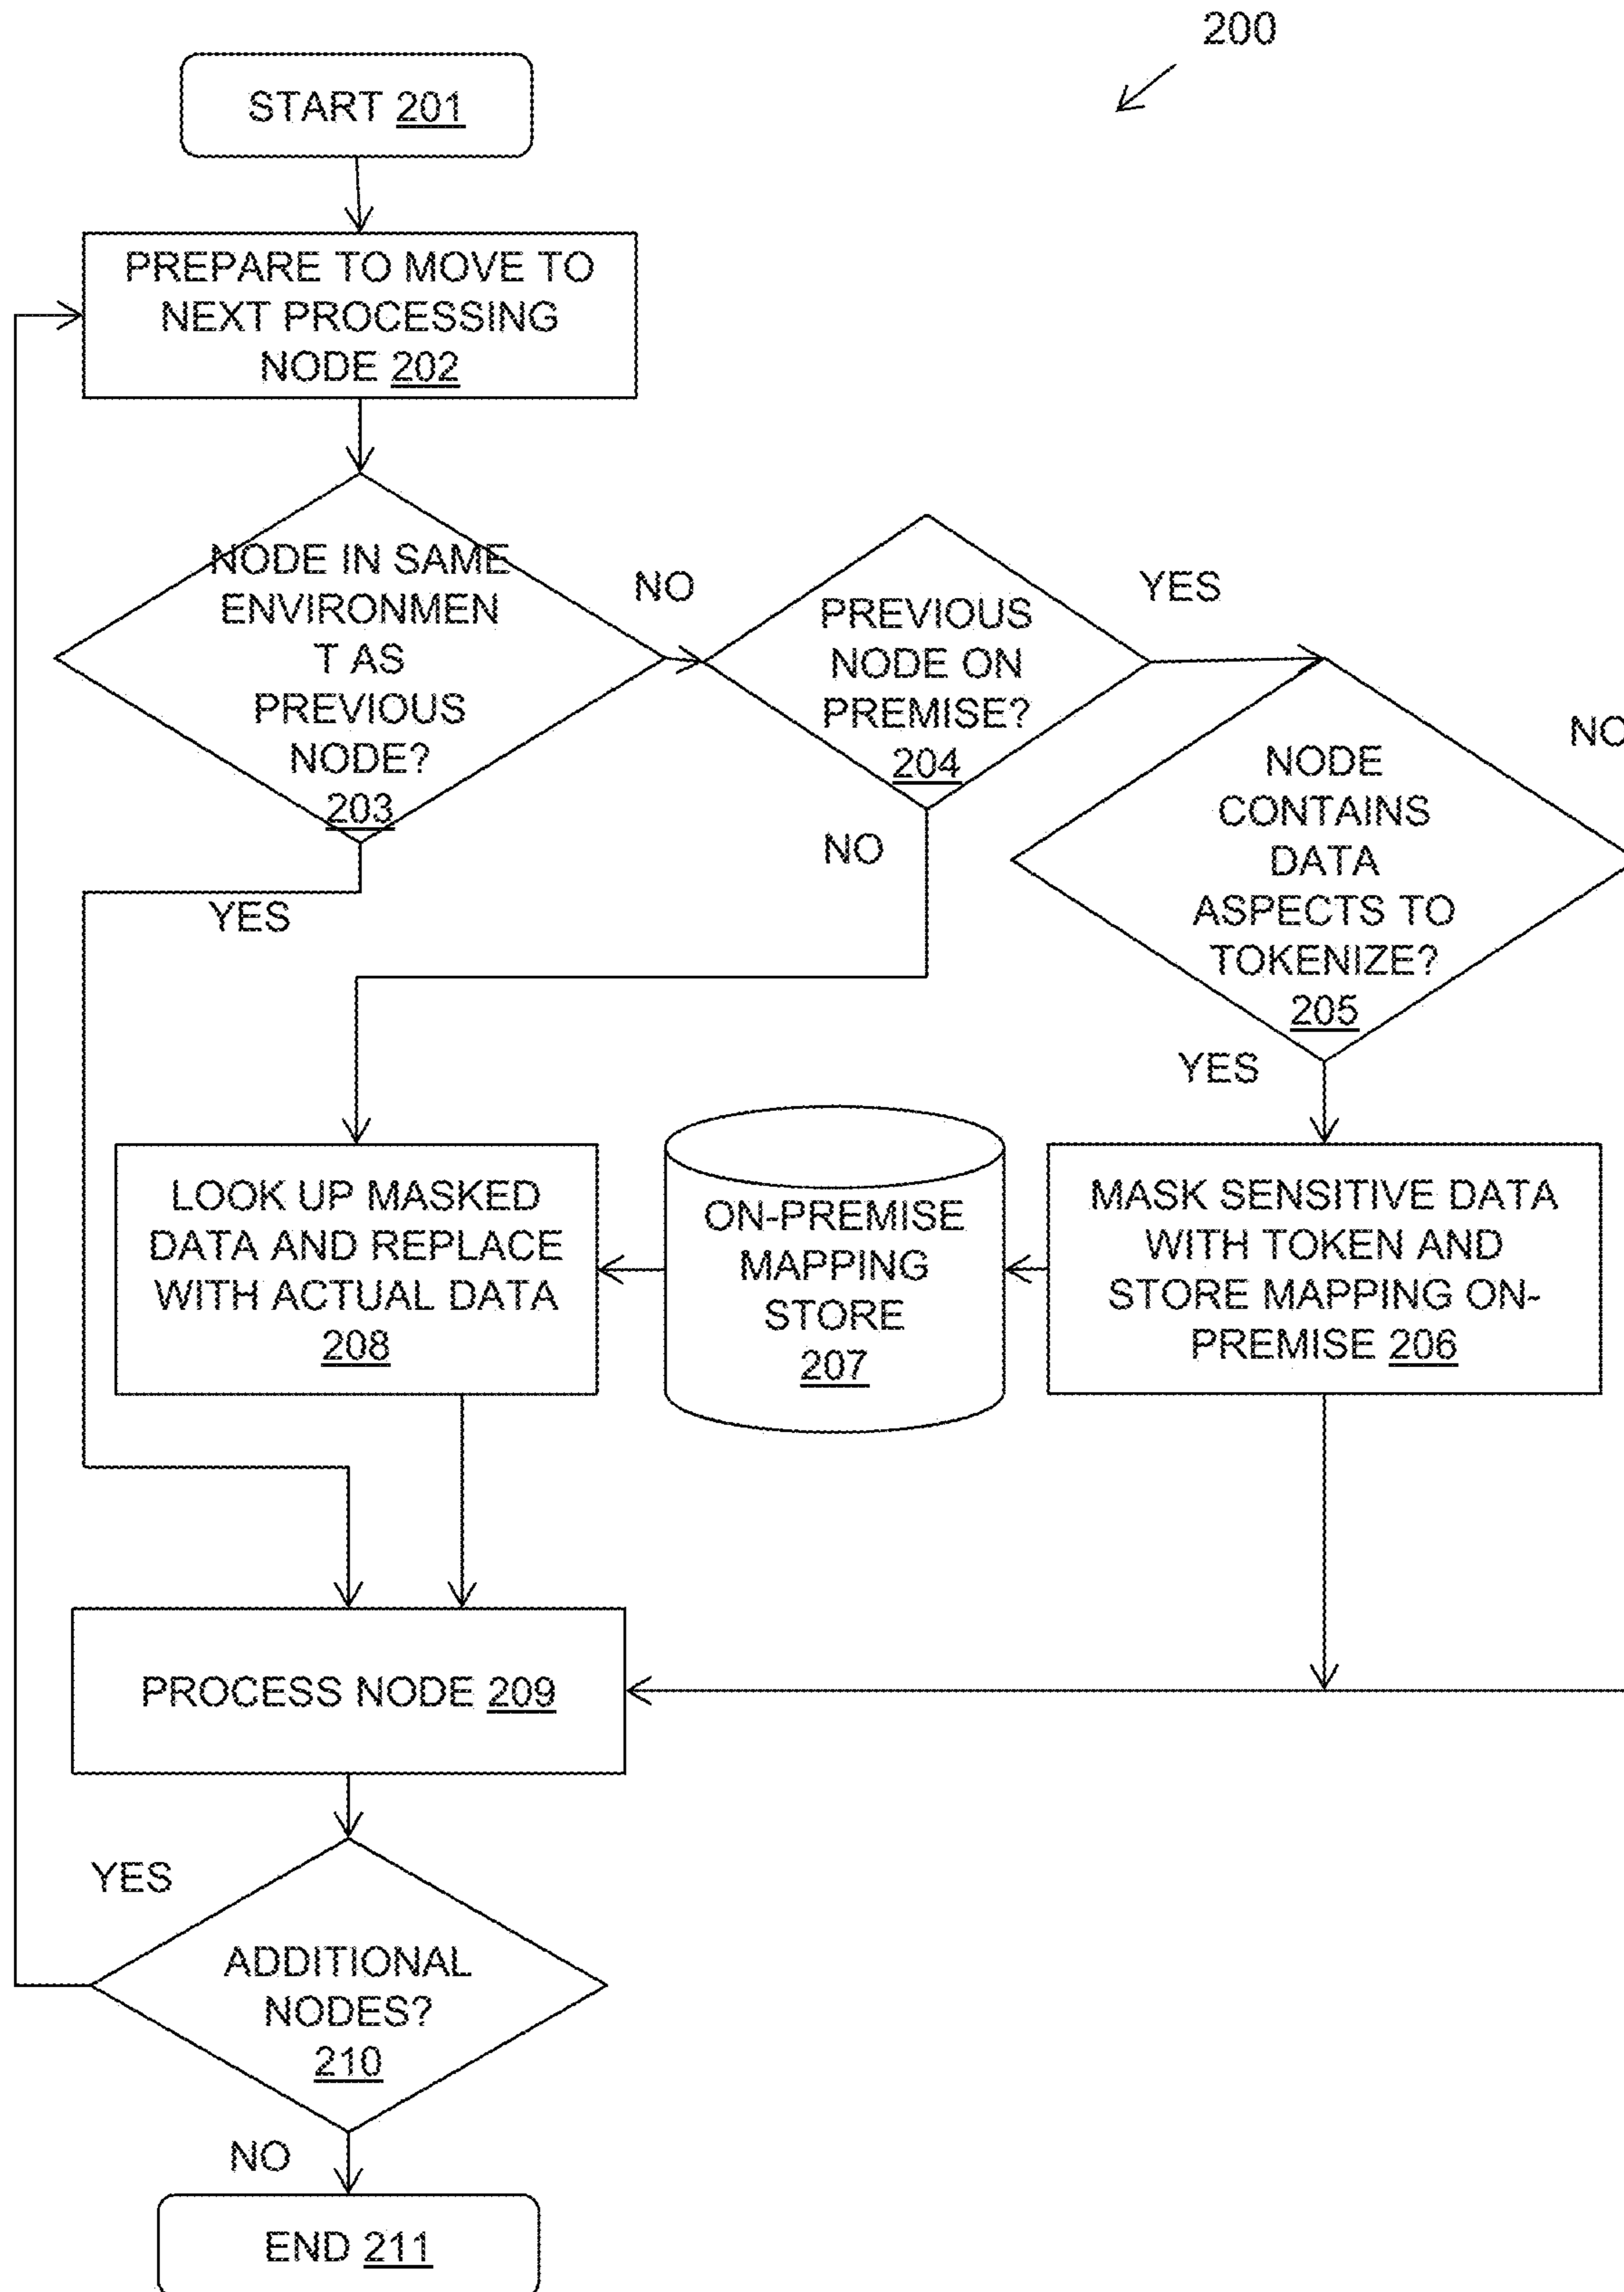 200
START 201
PREPARE TO MOVE TO
NEXT PROCESSING
NODE 202
NODE IN SAME
ENVIRONMEN
T AS
PREVIOUS
NODE?
203
NO
PREVIOUS
NODE ON
PREMISE?
204
YES
NODE
CONTAINS
DATA
ASPECTS TO
TOKENIZE?
205
NO
NO
YES
YES
LOOK UP MASKED
DATA AND REPLACE
WITH ACTUAL DATA
208
ON-PREMISE
MAPPING
STORE
207
MASK SENSITIVE DATA
WITH TOKEN AND
STORE MAPPING ON-
PREMISE 206
PROCESS NODE 209
YES
ADDITIONAL
NODES?
210
NO
END 211